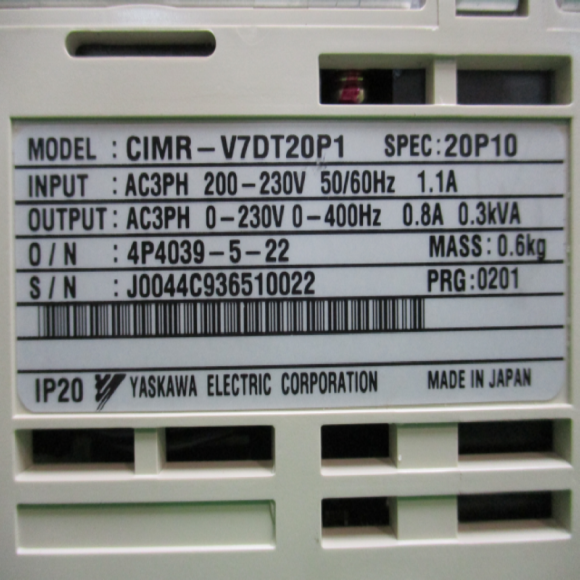 MODEL : CIMR-V7DT20P1 SPEC:20P10
INPUT : AC3PH 200-230V 50/60Hz 1.1A
OUTPUT : AC3PH 0-230V 0-400Hz 0.8A 0.3kVA
O/N : 4P4039-5-22 MASS:0.6kg
S/N : J0044C936510022 PRG:0201
IP20 YASKAWA ELECTRIC CORPORATION MADE IN JAPAN